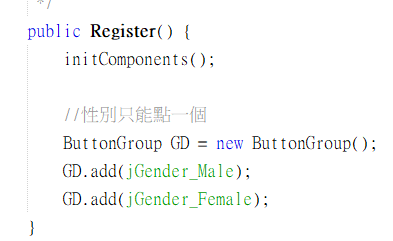 */
public Register() {
initComponents();
//性別只能點一個
ButtonGroup GD = new ButtonGroup();
GD.add(jGender_Male);
GD.add(jGender_Female);
}